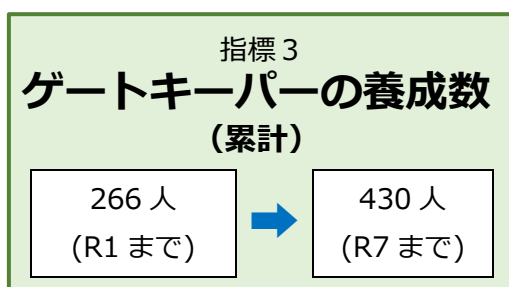 指標３
ゲートキーパーの養成数
（累計）
266 人
(R1 まで)
430 人
(R7 まで)